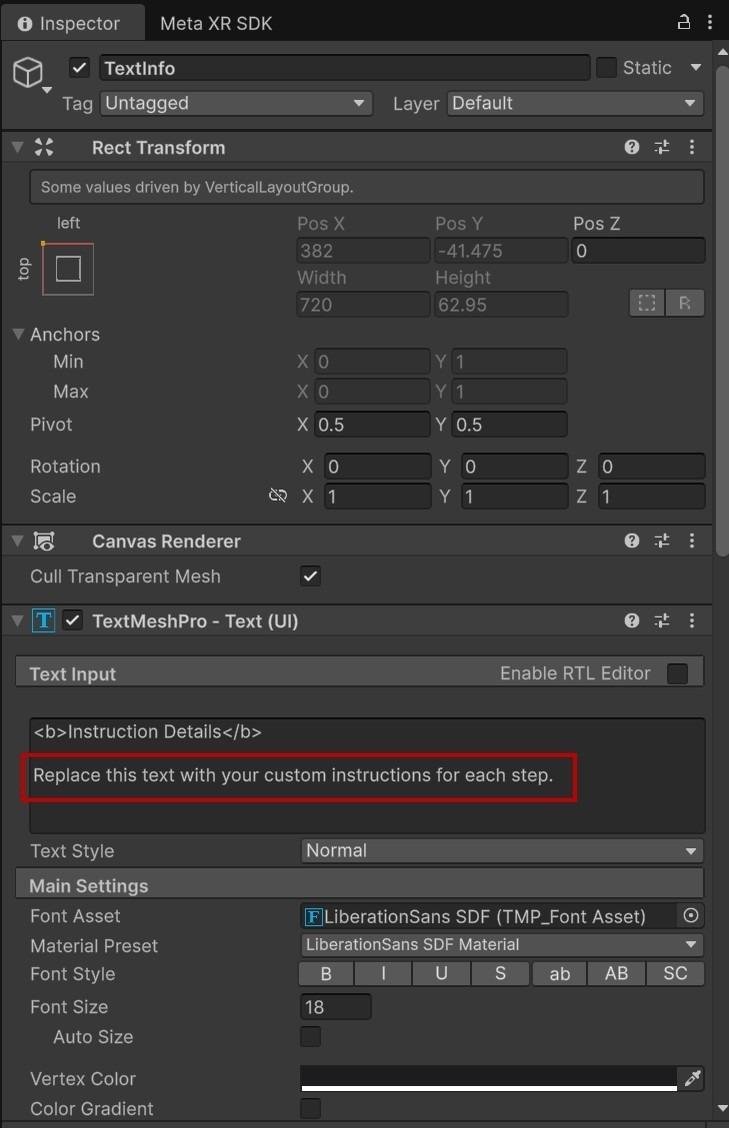 Inspector Meta XR SDK
TextInfo Static
Tag Untagged Layer Default
Rect Transform
Some values driven by VerticalLayoutGroup.
left Pos X Pos Y Pos Z
top 382 -41.475 0
Width Height
720 62.95 R
Anchors
Min X 0 Y 1
Max X 0 Y 1
Pivot X 0.5 Y 0.5
Rotation X 0 Y 0 Z 0
Scale X 1 Y 1 Z 1
Canvas Renderer
Cull Transparent Mesh
T TextMeshPro - Text (UI)
Text Input Enable RTL Editor
<b>Instruction Details</b>
Replace this text with your custom instructions for each step.
Text Style Normal
Main Settings
Font Asset F LiberationSans SDF (TMP_Font Asset)
Material Preset LiberationSans SDF Material
Font Style B I U S ab AB SC
Font Size 18
Auto Size
Vertex Color
Color Gradient